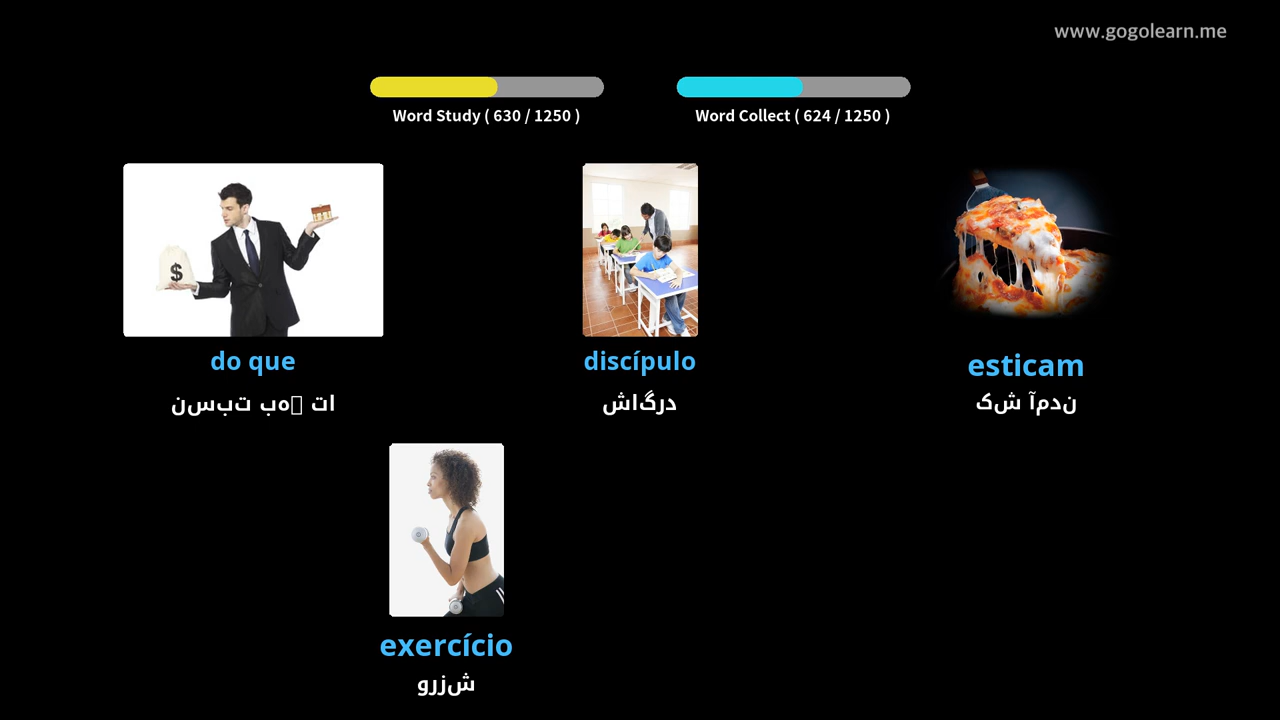 www.gogolearn.me
Word Study ( 630 / 1250 )
Word Collect ( 624 / 1250 )
do que
discípulo
esticam
ات هب تبسن
درگاش
ندمآ شک
exercício
شزرو